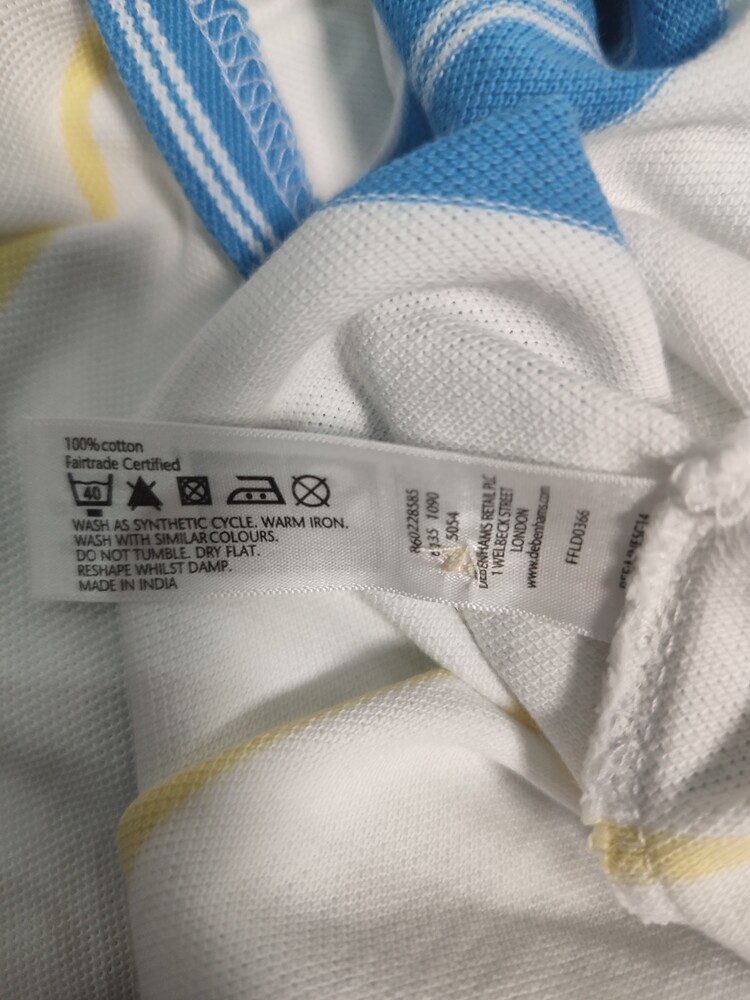 100% cotton
Fairtrade Certified
40
WASH AS SYNTHETIC CYCLE. WARM IRON.
WASH WITH SIMILAR COLOURS.
DO NOT TUMBLE. DRY FLAT.
RESHAPE WHILST DAMP.
MADE IN INDIA
860228585
1090
5054
DEBENHAMS RETAIL PLC
1 WELBECK STREET
LONDON
www.debenhams.com
FFLD0366